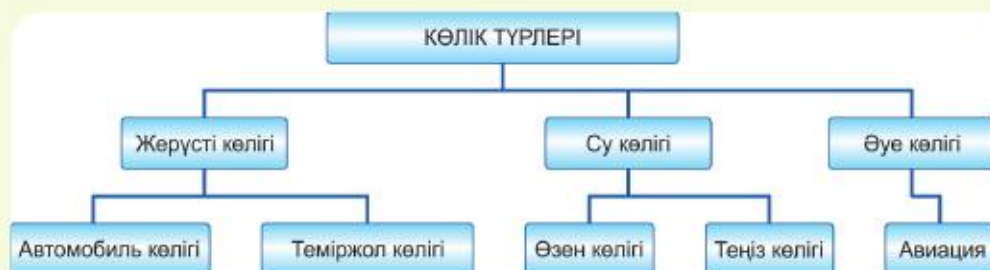 КӨЛІК ТҮРЛЕРІ
Жерүсті көлігі
Су көлігі
Әуе көлігі
Автомобиль көлігі
Теміржол көлігі
Өзен көлігі
Теңіз көлігі
Авиация